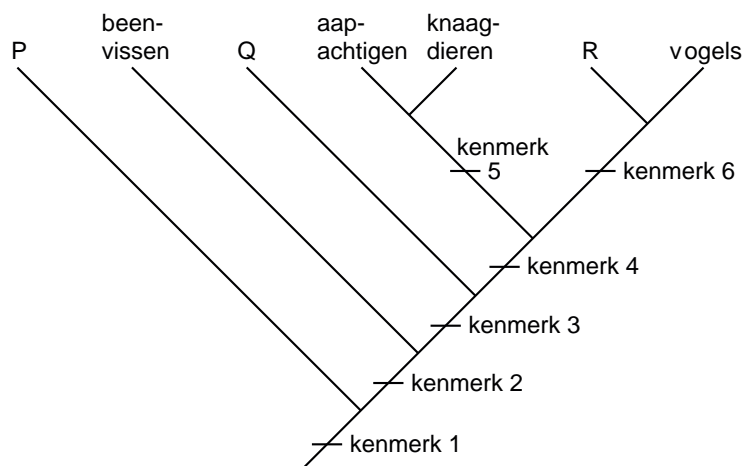 P
been-
vissen
Q
aap-
achtigen
knaag-
dieren
R
vogels
kenmerk
5
kenmerk 6
kenmerk 4
kenmerk 3
kenmerk 2
kenmerk 1